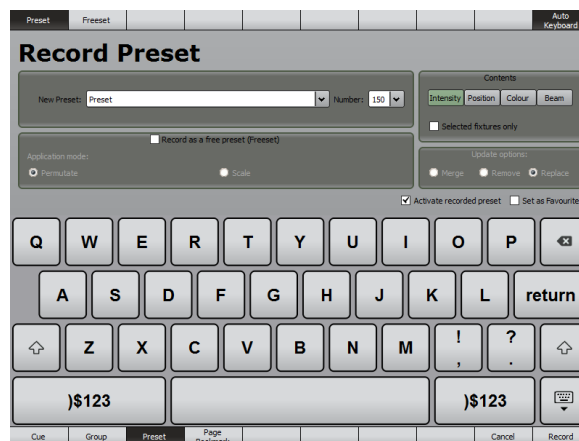 Preset Freeset Auto Keyboard
Record Preset
New Preset: Preset Number: 150
Contents
Intensity Position Colour Beam
Selected fixtures only
Record as a free preset (Freeset)
Application mode:
Permutate Scale
Update options:
Merge Remove Replace
Activate recorded preset Set as Favourite
Q W E R T Y U I O P
A S D F G H J K L return
Z X C V B N M ! , ? .
)$123 )$123
Cue Group Preset Page Bookmark Cancel Record